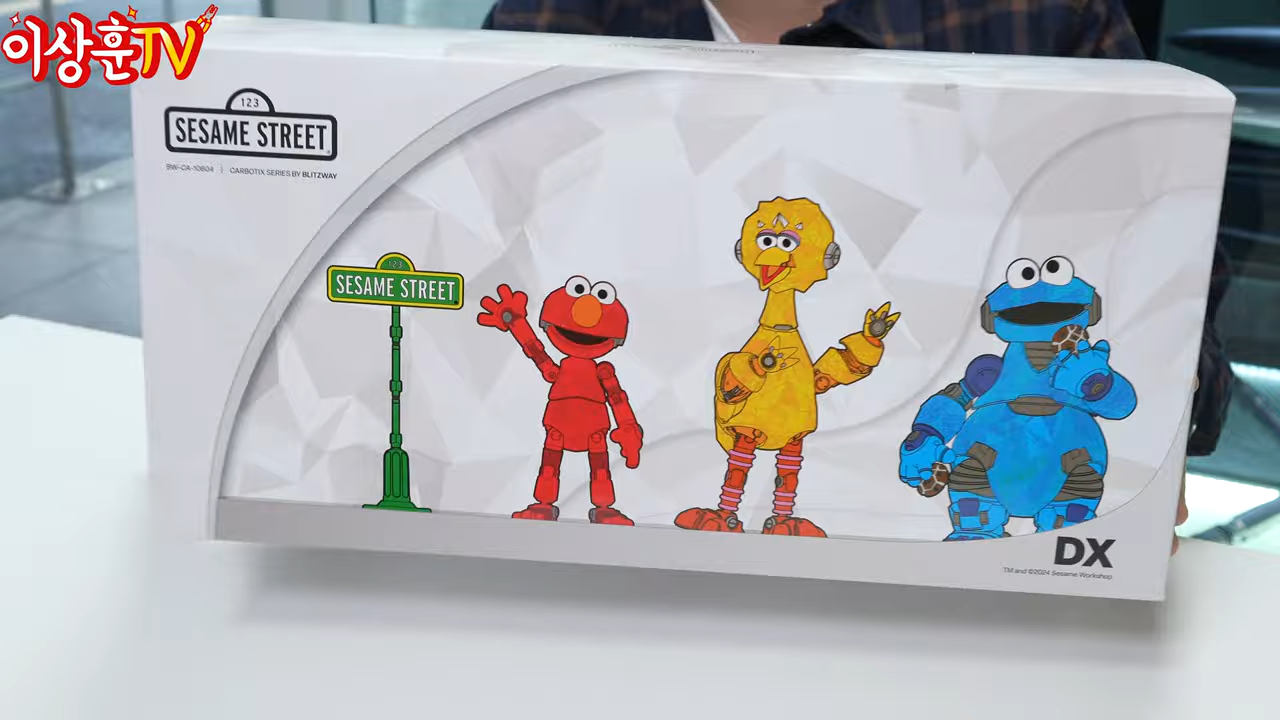 이상훈TV
123
SESAME STREET
BW-CA-10604 | CARBOTIX SERIES BY BLITZWAY
123
SESAME STREET
DX
TM and ©2024 Sesame Workshop